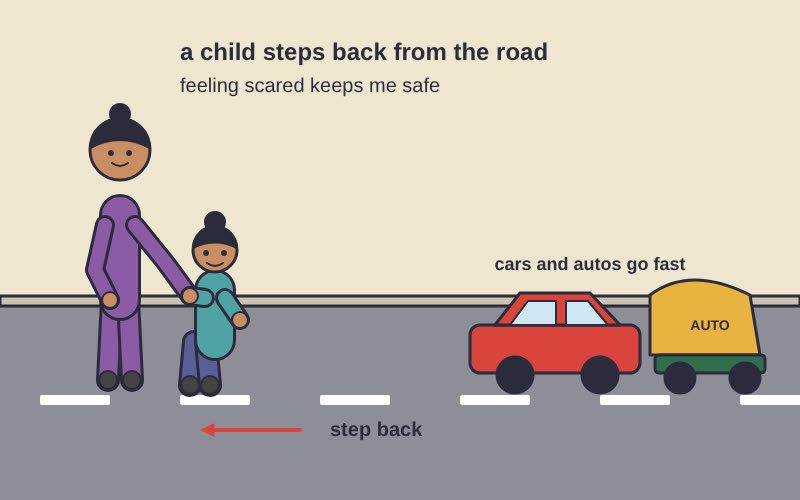 a child steps back from the road
feeling scared keeps me safe
cars and autos go fast
AUTO
step back